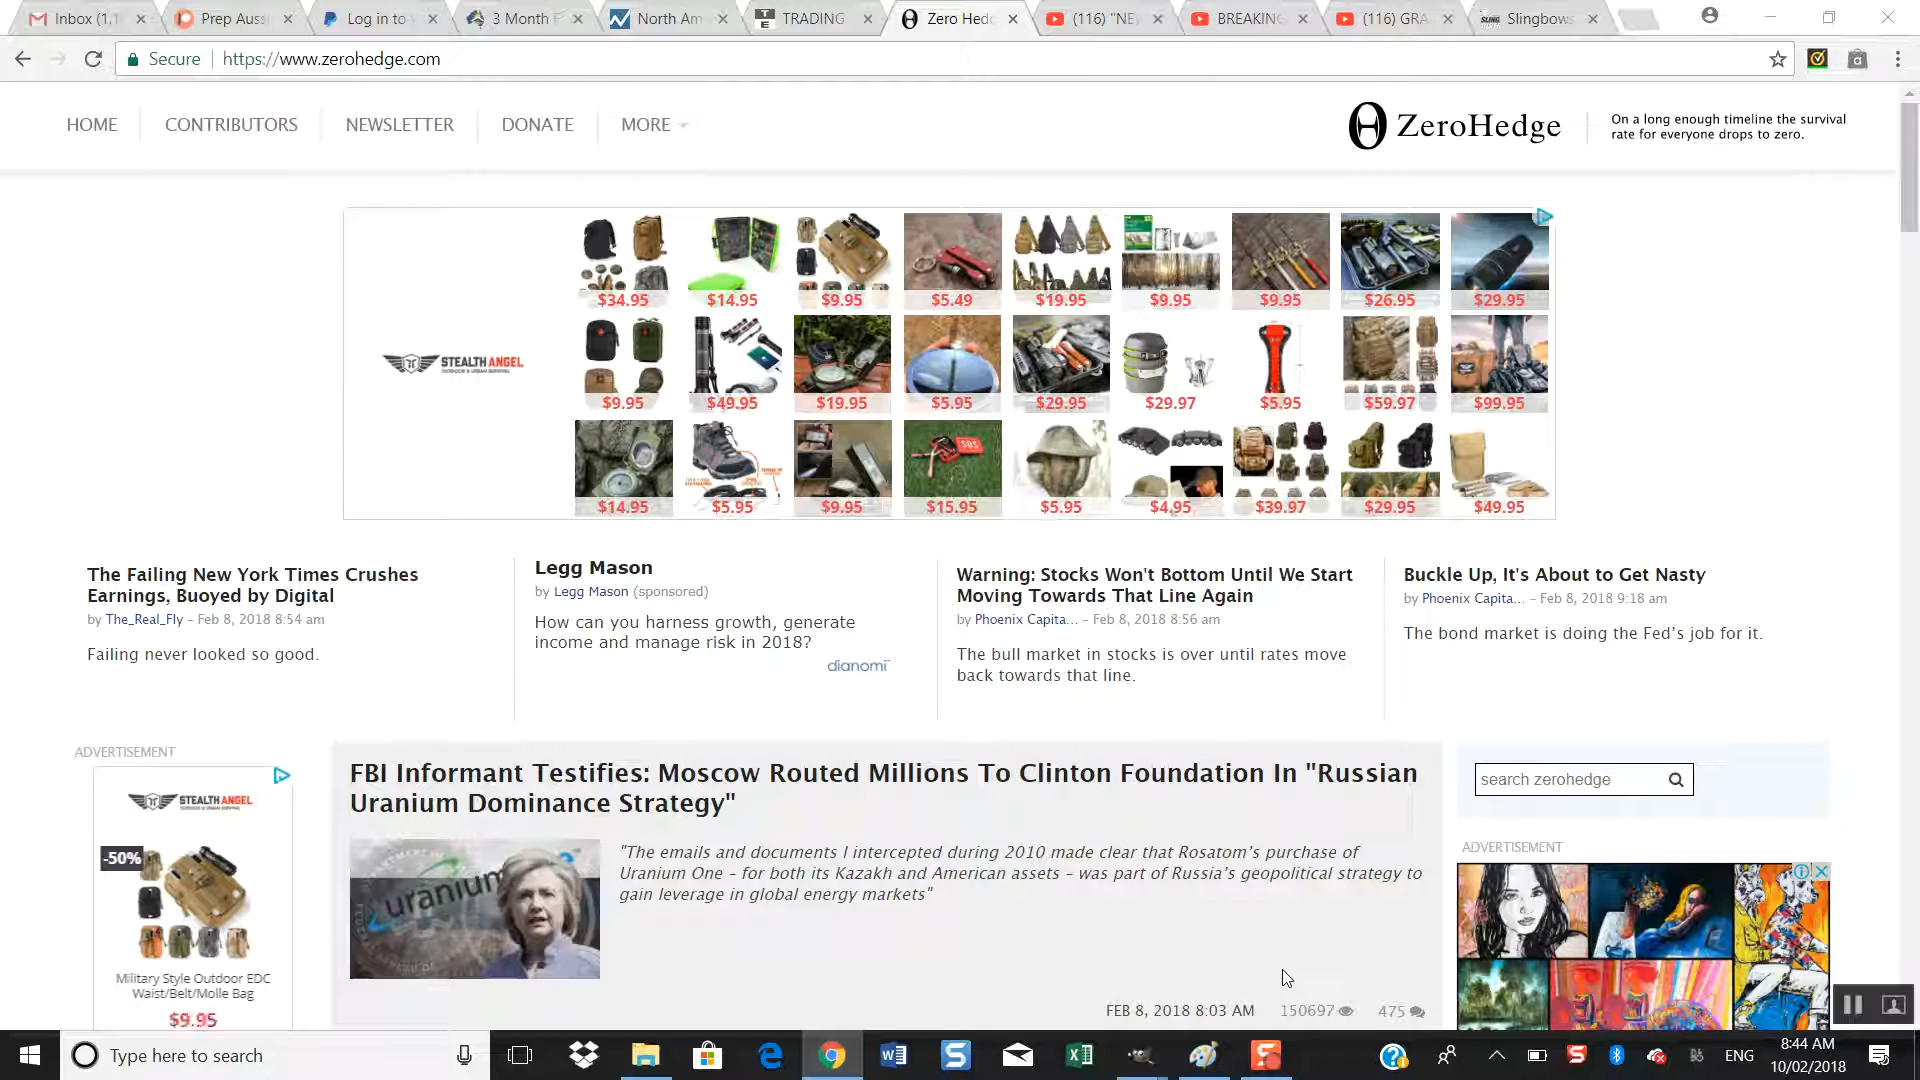 Inbox (1,1
Prep Auss
Log in to
3 Month F
North Am
TRADING
Zero Hedg
(116) "NE
BREAKING
(116) GRA
Slingbows
Secure
https://www.zerohedge.com
HOME
CONTRIBUTORS
NEWSLETTER
DONATE
MORE
ZeroHedge
On a long enough timeline the survival
rate for everyone drops to zero.
$34.95 $14.95 $9.95 $5.49 $19.95 $9.95 $9.95 $26.95 $29.95
STEALTH ANGEL
OUTDOOR & URBAN SURVIVAL
$9.95 $49.95 $19.95 $5.95 $29.95 $29.97 $5.95 $59.97 $99.95
SOS
$14.95 $5.95 $9.95 $15.95 $5.95 $4.95 $39.97 $29.95 $49.95
The Failing New York Times Crushes
Earnings, Buoyed by Digital
by The_Real_Fly - Feb 8, 2018 8:54 am
Failing never looked so good.
Legg Mason
by Legg Mason (sponsored)
How can you harness growth, generate
income and manage risk in 2018?
dianomi
Warning: Stocks Won't Bottom Until We Start
Moving Towards That Line Again
by Phoenix Capita... - Feb 8, 2018 8:56 am
The bull market in stocks is over until rates move
back towards that line.
Buckle Up, It's About to Get Nasty
by Phoenix Capita... - Feb 8, 2018 9:18 am
The bond market is doing the Fed's job for it.
ADVERTISEMENT
STEALTH ANGEL
-50%
Military Style Outdoor EDC
Waist/Belt/Molle Bag
$9.95
FBI Informant Testifies: Moscow Routed Millions To Clinton Foundation In "Russian
Uranium Dominance Strategy"
uranium
"The emails and documents I intercepted during 2010 made clear that Rosatom's purchase of
Uranium One – for both its Kazakh and American assets – was part of Russia's geopolitical strategy to
gain leverage in global energy markets"
FEB 8, 2018 8:03 AM
150697
475
search zerohedge
ADVERTISEMENT
Type here to search
ENG
8:44 AM
10/02/2018